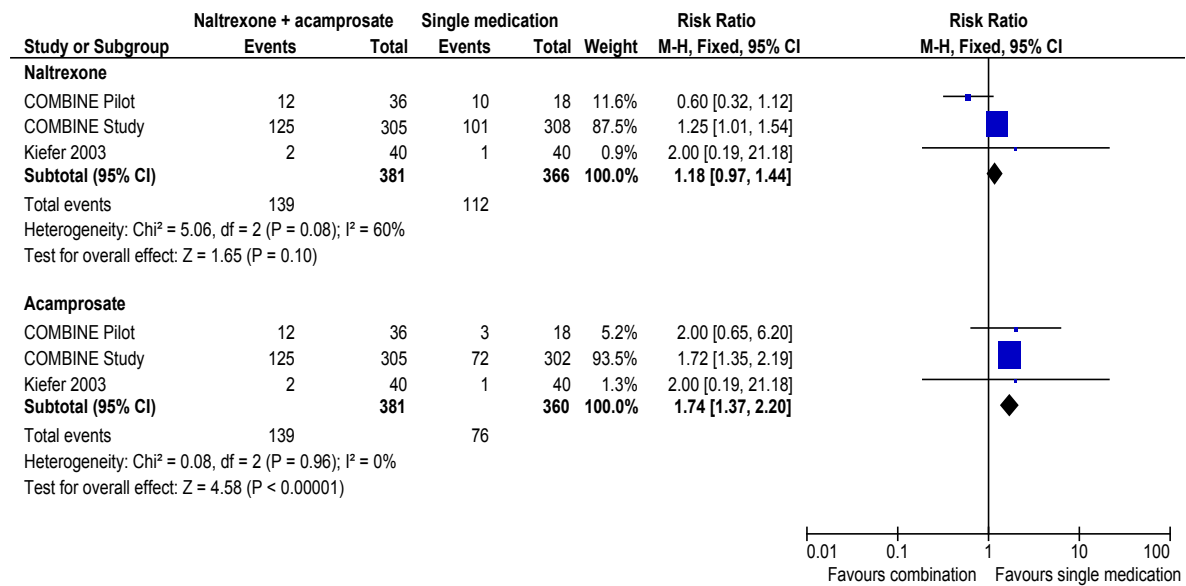 Naltrexone + acamprosate Single medication Risk Ratio Risk Ratio
Study or Subgroup Events Total Events Total Weight M-H, Fixed, 95% CI M-H, Fixed, 95% CI
Naltrexone
COMBINE Pilot 12 36 10 18 11.6% 0.60 [0.32, 1.12]
COMBINE Study 125 305 101 308 87.5% 1.25 [1.01, 1.54]
Kiefer 2003 2 40 1 40 0.9% 2.00 [0.19, 21.18]
Subtotal (95% CI) 381 366 100.0% 1.18 [0.97, 1.44]
Total events 139 112
Heterogeneity: Chi² = 5.06, df = 2 (P = 0.08); I² = 60%
Test for overall effect: Z = 1.65 (P = 0.10)
Acamprosate
COMBINE Pilot 12 36 3 18 5.2% 2.00 [0.65, 6.20]
COMBINE Study 125 305 72 302 93.5% 1.72 [1.35, 2.19]
Kiefer 2003 2 40 1 40 1.3% 2.00 [0.19, 21.18]
Subtotal (95% CI) 381 360 100.0% 1.74 [1.37, 2.20]
Total events 139 76
Heterogeneity: Chi² = 0.08, df = 2 (P = 0.96); I² = 0%
Test for overall effect: Z = 4.58 (P < 0.00001)
0.01 0.1 1 10 100
Favours combination Favours single medication